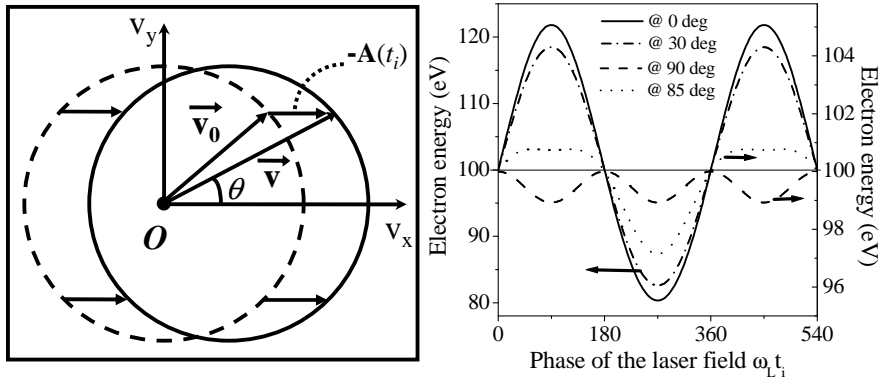 v_y
-A(t_i)
v_0
v
θ
O
v_x
@ 0 deg
@ 30 deg
@ 90 deg
@ 85 deg
Electron energy (eV)
120
110
100
90
80
104
102
100
98
96
Electron energy (eV)
0 180 360 540
Phase of the laser field ω_L t_i